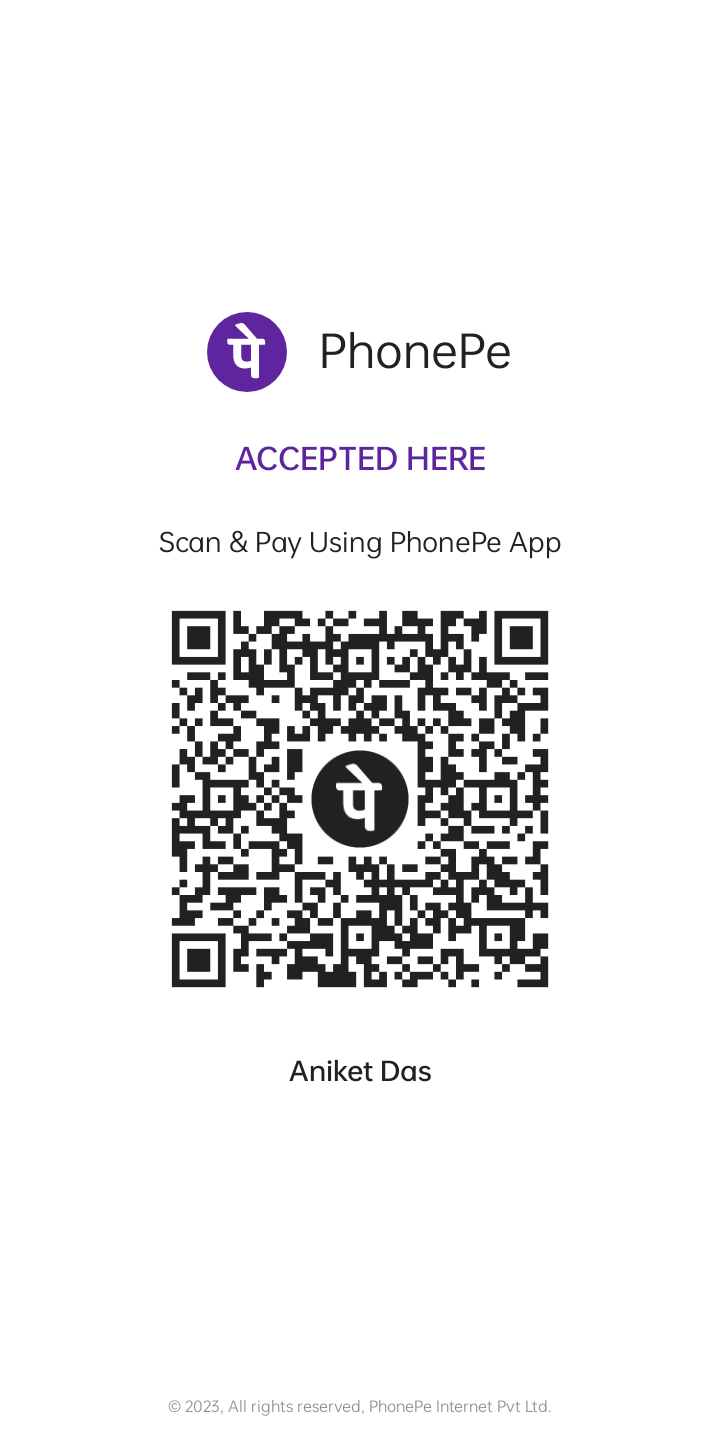 पे PhonePe
ACCEPTED HERE
Scan & Pay Using PhonePe App
पे
Aniket Das
© 2023, All rights reserved, PhonePe Internet Pvt Ltd.